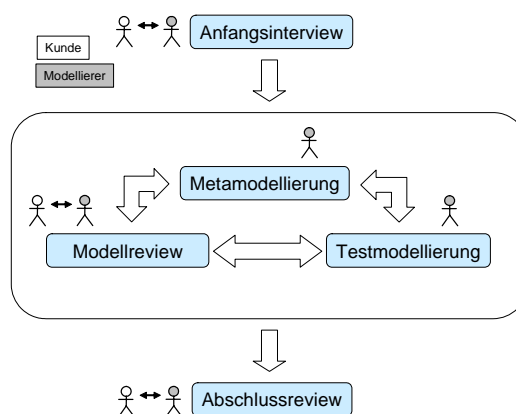 Anfangsinterview
Kunde
Modellierer
Metamodellierung
Modellreview
Testmodellierung
Abschlussreview